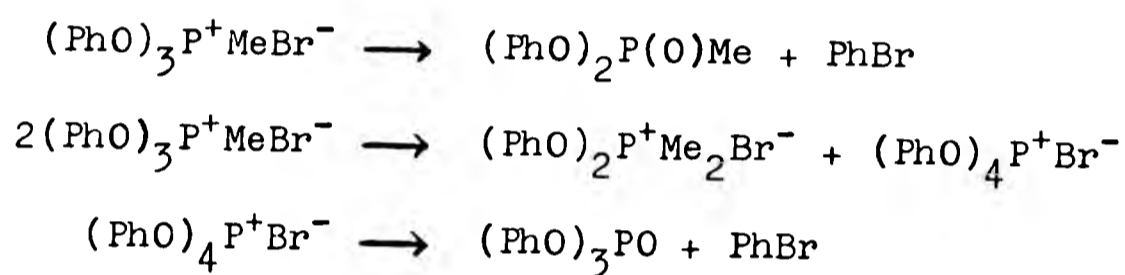 (PhO)₃P⁺MeBr⁻ ⟶ (PhO)₂P(O)Me + PhBr
2(PhO)₃P⁺MeBr⁻ ⟶ (PhO)₂P⁺Me₂Br⁻ + (PhO)₄P⁺Br⁻
(PhO)₄P⁺Br⁻ ⟶ (PhO)₃PO + PhBr